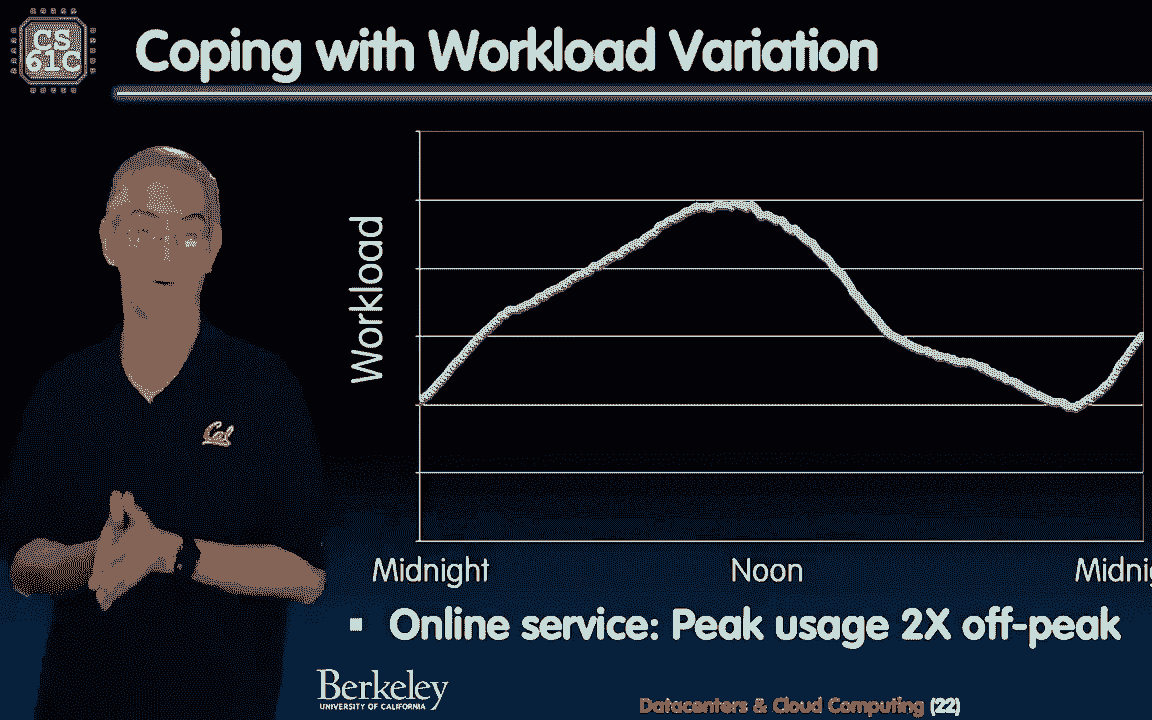 CS
61C
Coping with Workload Variation
Workload
Cal
Midnight
Noon
Midnig
▪ Online service: Peak usage 2X off-peak
Berkeley
UNIVERSITY OF CALIFORNIA
Datacenters & Cloud Computing (22)